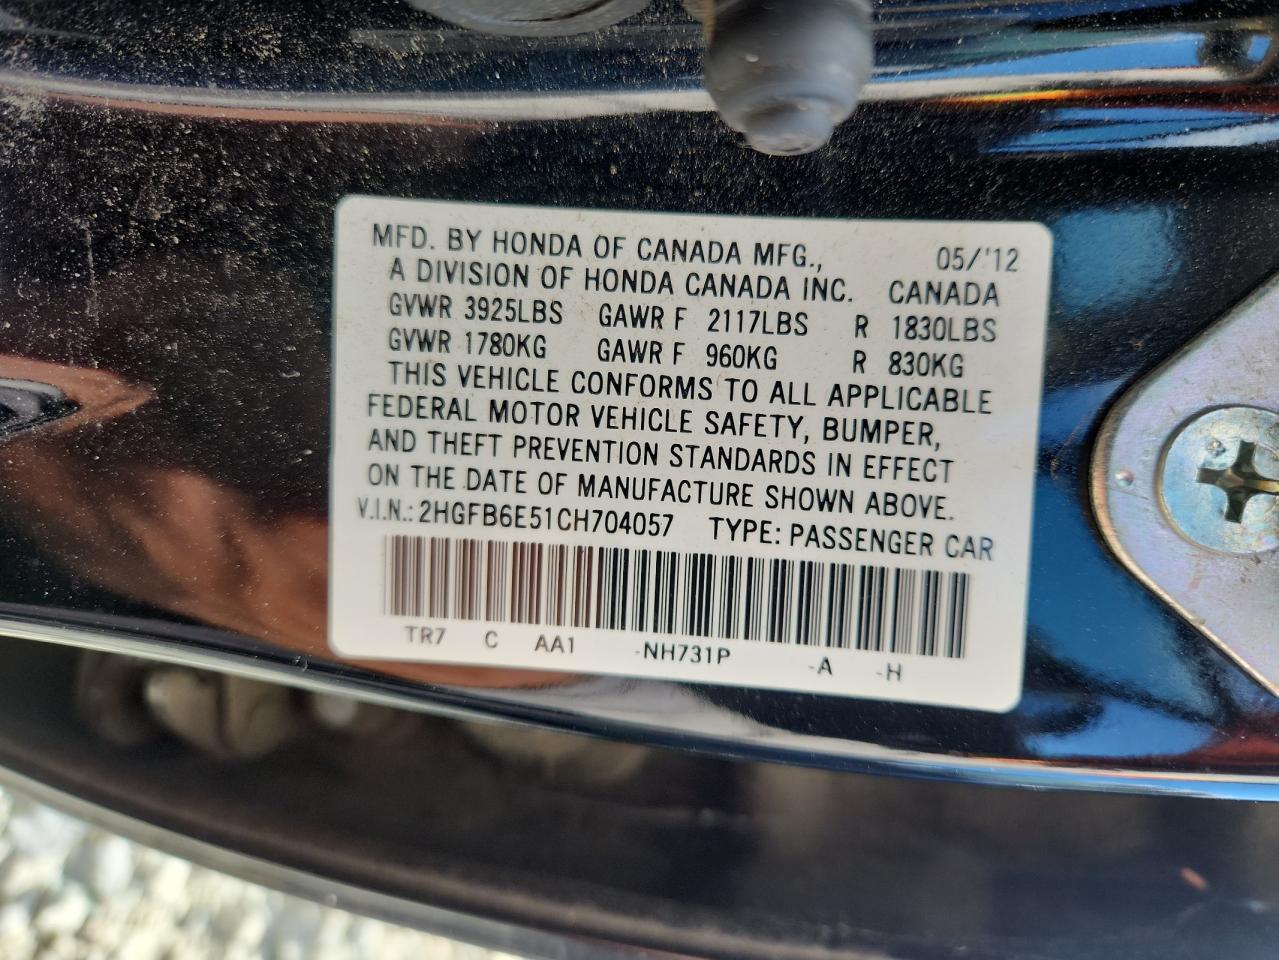 MFD. BY HONDA OF CANADA MFG., 05/'12
A DIVISION OF HONDA CANADA INC. CANADA
GVWR 3925LBS GAWR F 2117LBS R 1830LBS
GVWR 1780KG GAWR F 960KG R 830KG
THIS VEHICLE CONFORMS TO ALL APPLICABLE
FEDERAL MOTOR VEHICLE SAFETY, BUMPER,
AND THEFT PREVENTION STANDARDS IN EFFECT
ON THE DATE OF MANUFACTURE SHOWN ABOVE.
V.I.N.: 2HGFB6E51CH704057 TYPE: PASSENGER CAR
TR7 C AA1 -NH731P -A -H